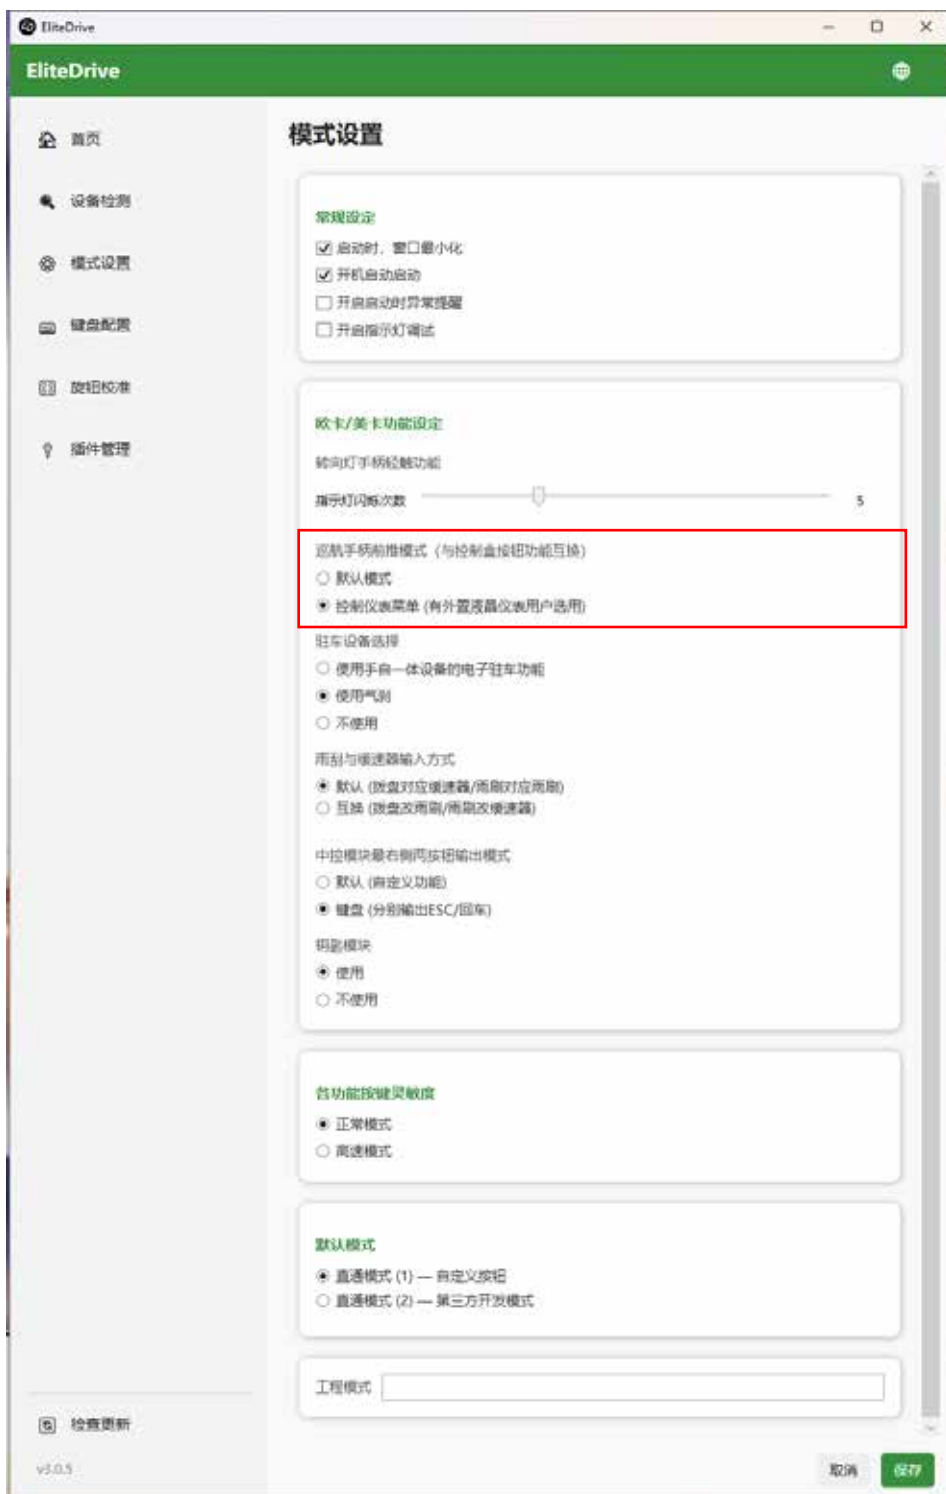 EliteDrive
EliteDrive
首页
设备检测
模式设置
键盘配置
旋钮校准
插件管理
模式设置
常规设定
启动时，窗口最小化
开机自动启动
开启启动时异常提醒
开启指示灯调试
欧卡/美卡功能设定
转向灯手柄轻触功能
指示灯闪烁次数 5
巡航手柄前推模式（与控制盒按钮功能互换）
默认模式
控制仪表菜单 (有外置液晶仪表用户选用)
驻车设备选择
使用手自一体设备的电子驻车功能
使用气刹
不使用
雨刮与缓速器输入方式
默认 (拨盘对应缓速器/雨刷对应雨刷)
互换 (拨盘改雨刷/雨刷改缓速器)
中控模块最右侧两按钮输出模式
默认 (自定义功能)
键盘 (分别输出ESC/回车)
钥匙模块
使用
不使用
各功能按键灵敏度
正常模式
高速模式
默认模式
直通模式 (1) — 自定义按钮
直通模式 (2) — 第三方开发模式
工程模式
检查更新
v3.0.5
取消 保存